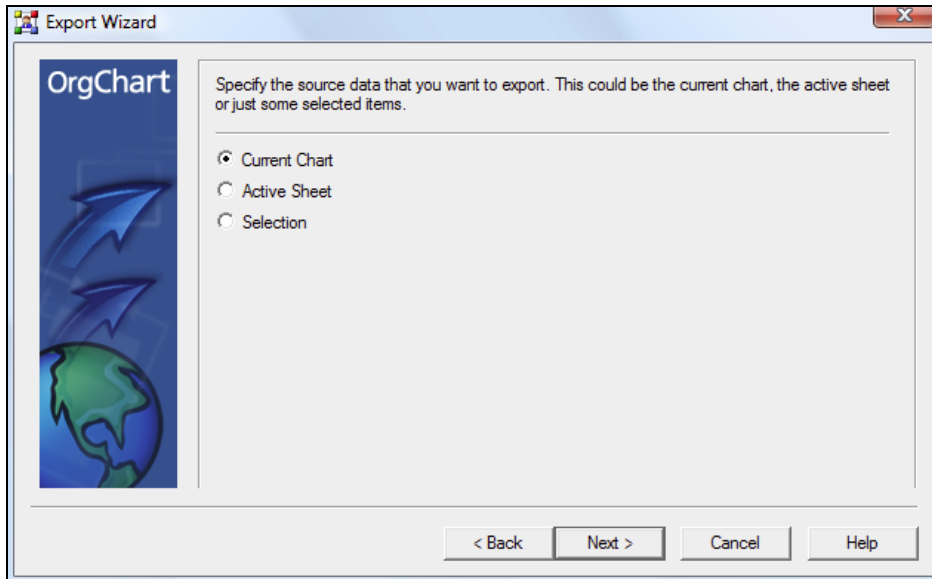 Export Wizard
OrgChart
Specify the source data that you want to export. This could be the current chart, the active sheet
or just some selected items.
Current Chart
Active Sheet
Selection
< Back Next > Cancel Help